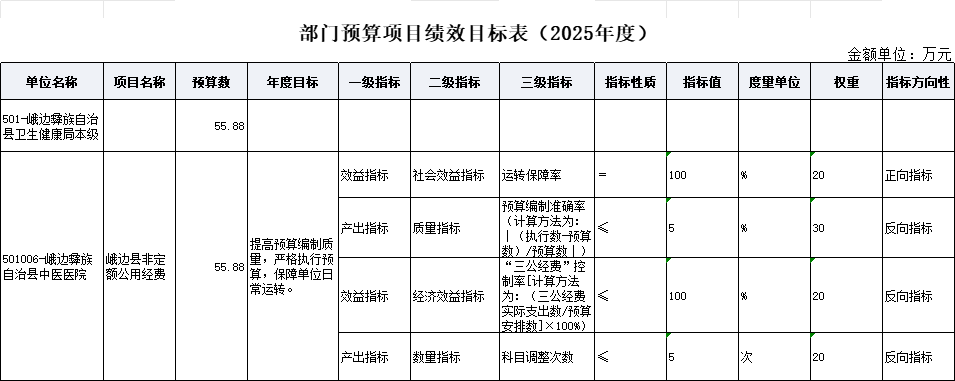 部门预算项目绩效目标表（2025年度）
金额单位：万元
单位名称 项目名称 预算数 年度目标 一级指标 二级指标 三级指标 指标性质 指标值 度量单位 权重 指标方向性
501-峨边彝族自治
县卫生健康局本级
55.88
501006-峨边彝族
自治县中医医院
峨边县非定
额公用经费
55.88
提高预算编制质
量，严格执行预
算，保障单位日
常运转。
效益指标 社会效益指标 运转保障率 ＝ 100 % 20 正向指标
产出指标 质量指标
预算编制准确率
（计算方法为：
｜（执行数-预算
数）/预算数｜）
≤ 5 % 30 反向指标
效益指标 经济效益指标
“三公经费”控
制率[计算方法
为：（三公经费
实际支出数/预算
安排数]×100%）
≤ 100 % 20 反向指标
产出指标 数量指标 科目调整次数 ≤ 5 次 20 反向指标